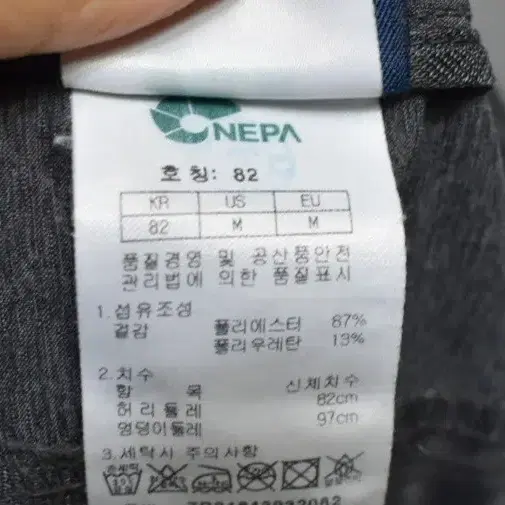 NEPA
호 칭: 82
KR US EU
82 M M
품질경영 및 공산품안전
관리법에 의한 품질표시
1.섬유조성
겉감 폴리에스터 87%
폴리우레탄 13%
2.치수
항 목 신체치수
허리둘레 82cm
엉덩이둘레 97cm
3.세탁시 주의사항
손세탁